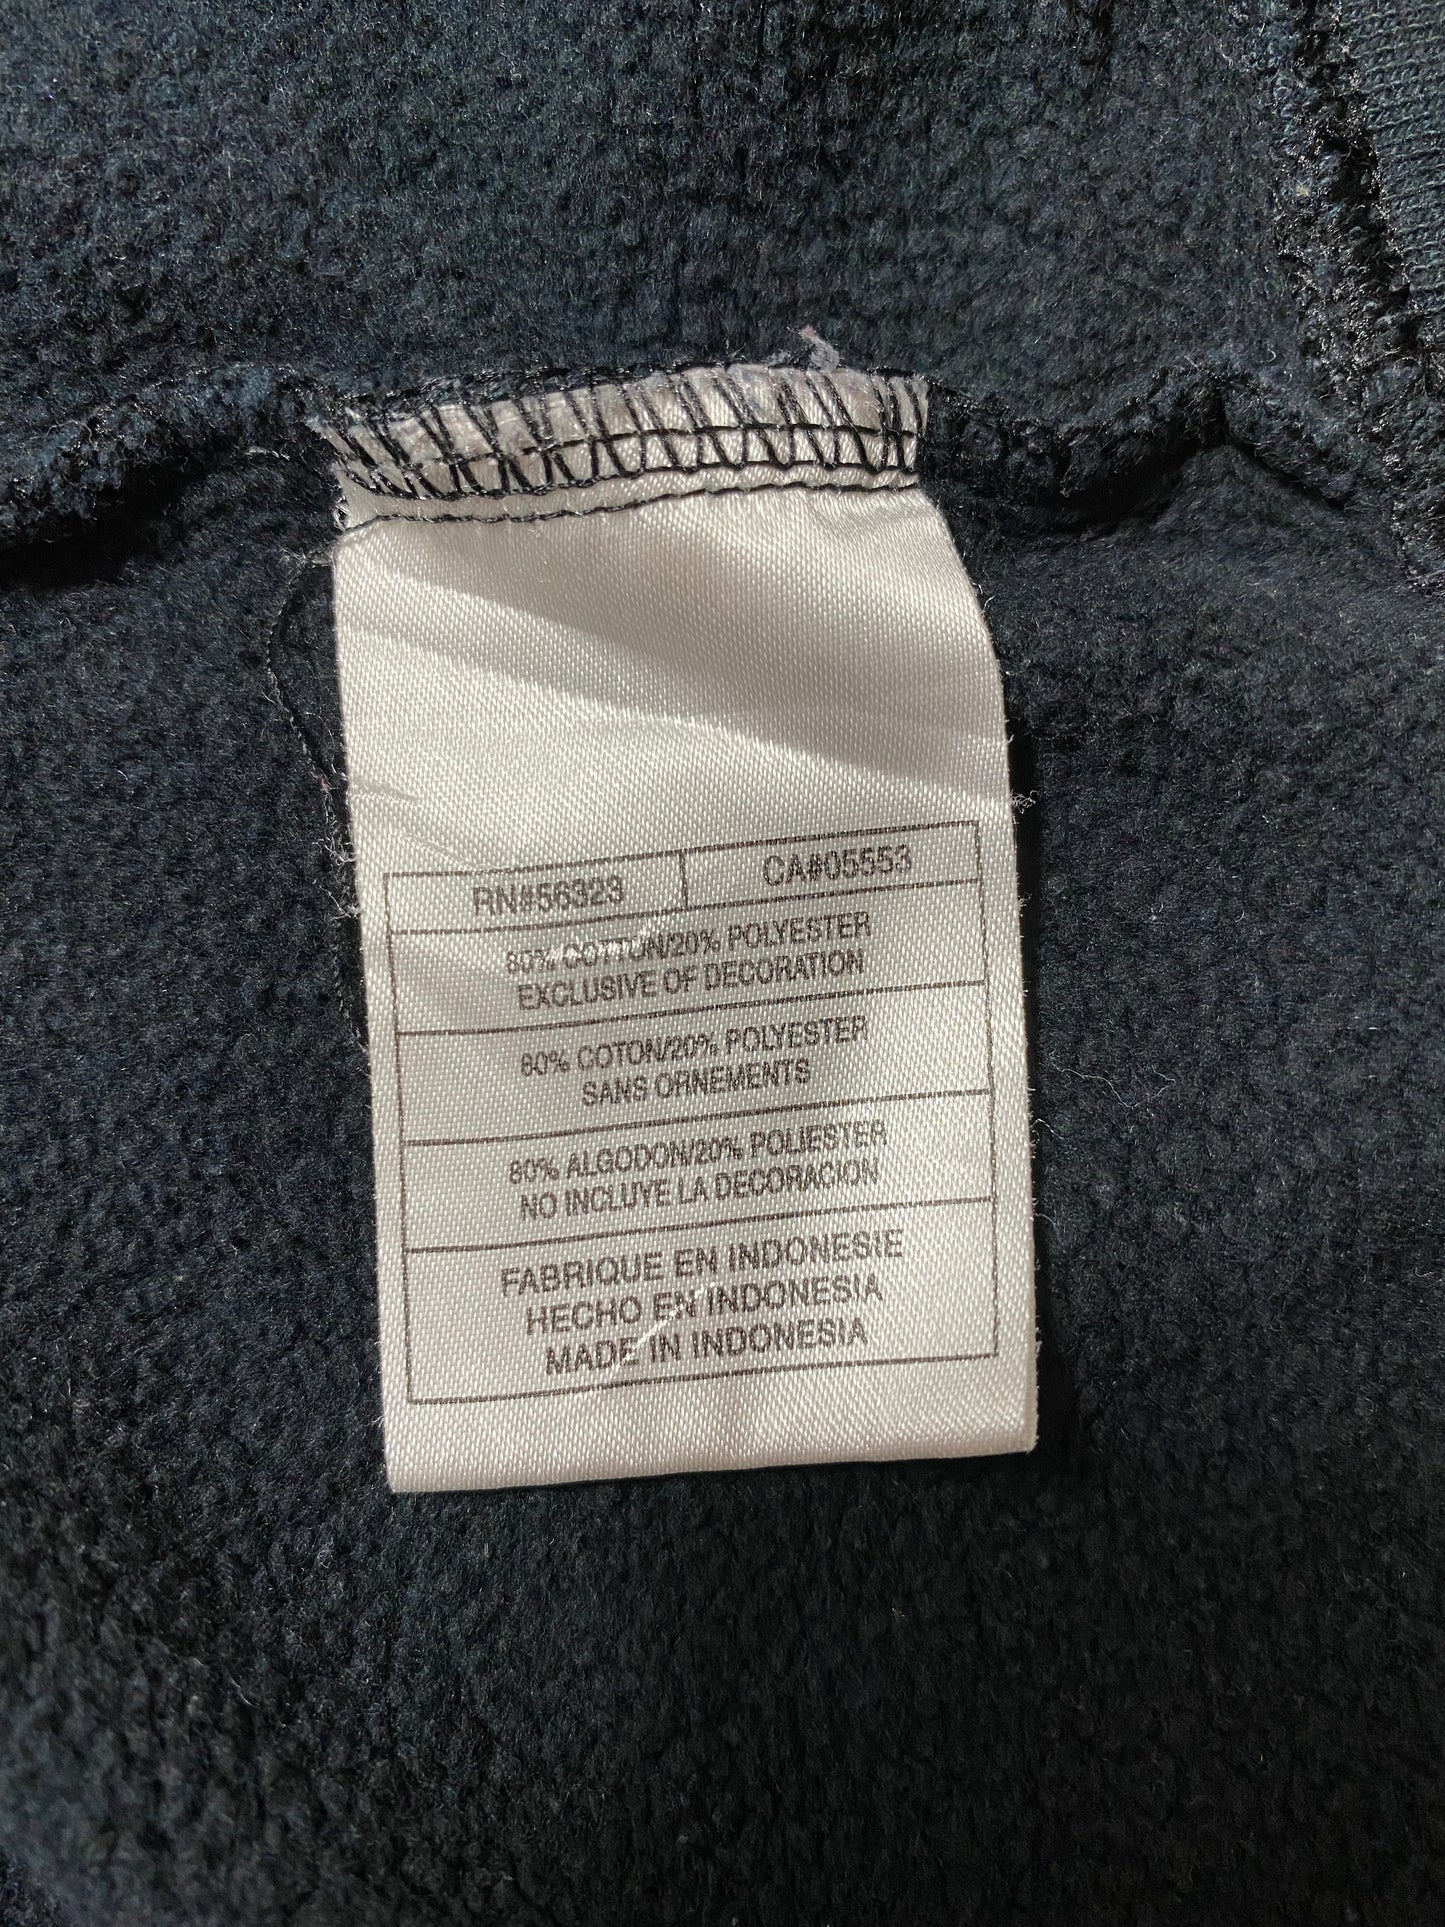 RN#56323 CA#05553
80% COTTON/20% POLYESTER
EXCLUSIVE OF DECORATION
80% COTON/20% POLYESTER
SANS ORNEMENTS
80% ALGODON/20% POLIESTER
NO INCLUYE LA DECORACION
FABRIQUE EN INDONESIE
HECHO EN INDONESIA
MADE IN INDONESIA